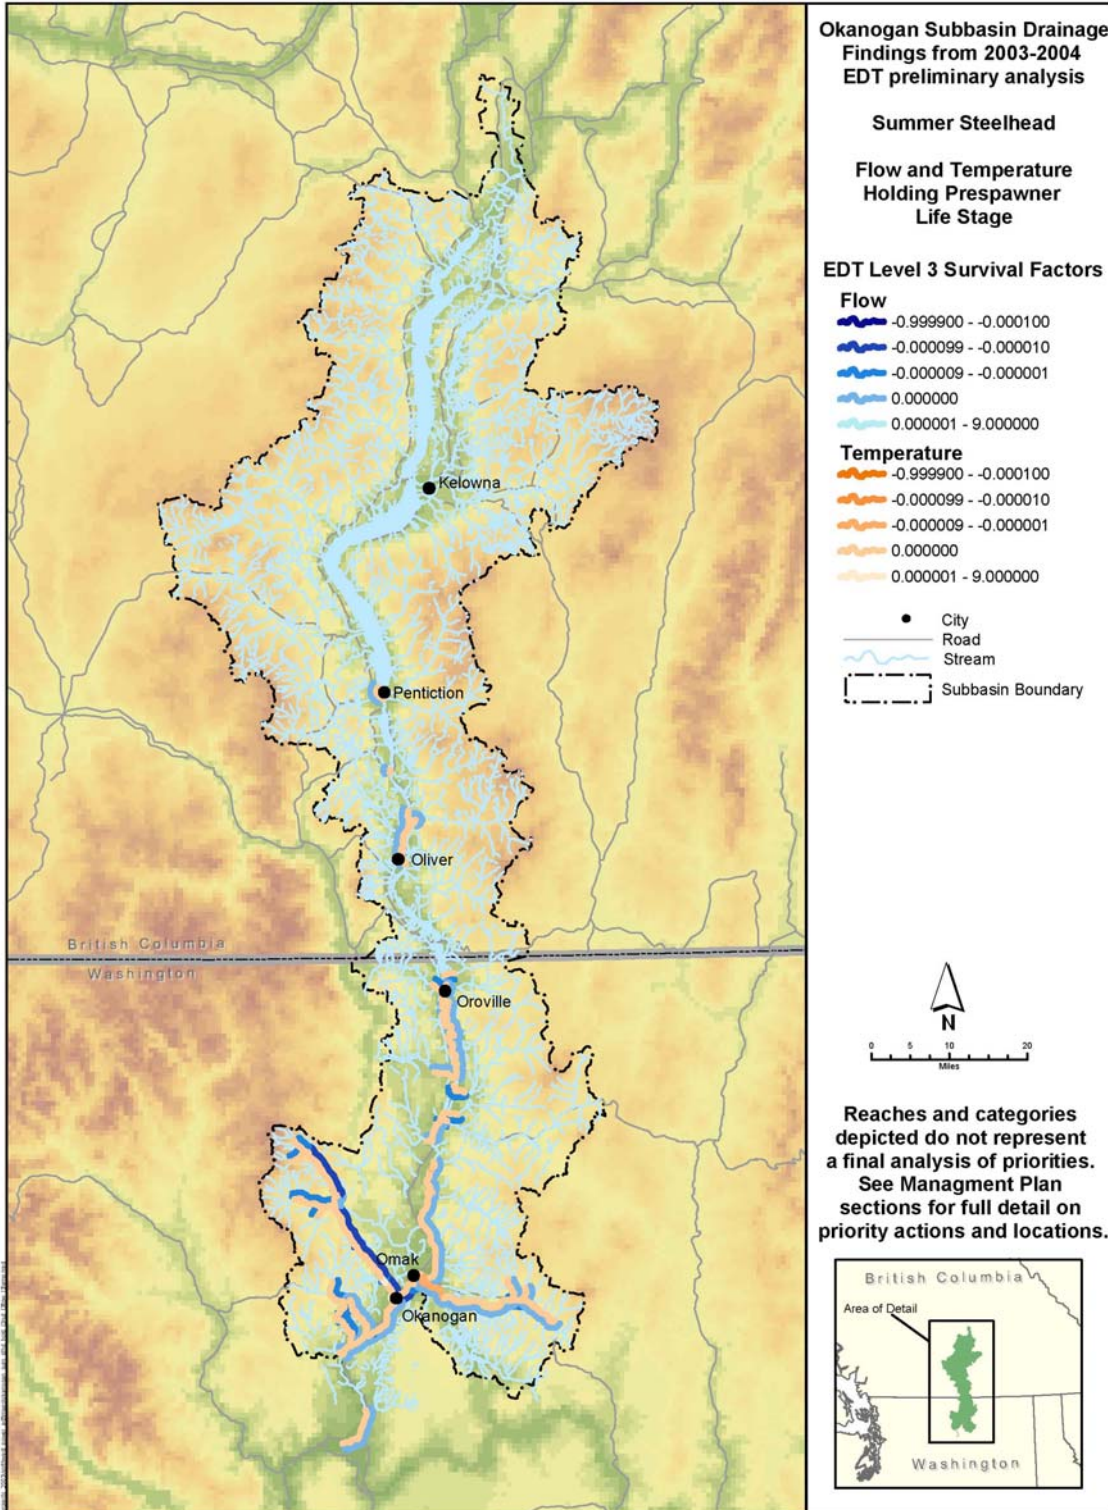 Okanogan Subbasin Drainage
Findings from 2003-2004
EDT preliminary analysis
Summer Steelhead
Flow and Temperature
Holding Prespawner
Life Stage
EDT Level 3 Survival Factors
Flow
-0.999900 - -0.000100
-0.000099 - -0.000010
-0.000009 - -0.000001
0.000000
0.000001 - 9.000000
Temperature
-0.999900 - -0.000100
-0.000099 - -0.000010
-0.000009 - -0.000001
0.000000
0.000001 - 9.000000
City
Road
Stream
Subbasin Boundary
Kelowna
Pentiction
Oliver
British Columbia
Washington
Oroville
Omak
Okanogan
N
0 5 10 20
Miles
Reaches and categories
depicted do not represent
a final analysis of priorities.
See Managment Plan
sections for full detail on
priority actions and locations.
British Columbia
Area of Detail
Washington